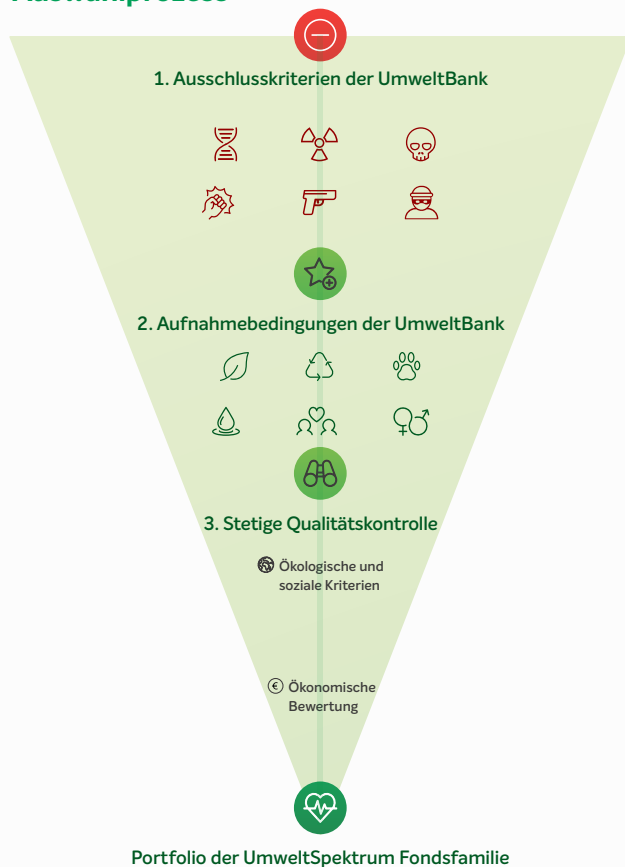 1. Ausschlusskriterien der UmweltBank
2. Aufnahmebedingungen der UmweltBank
3. Stetige Qualitätskontrolle
Ökologische und
soziale Kriterien
€ Ökonomische
Bewertung
Portfolio der UmweltSpektrum Fondsfamilie